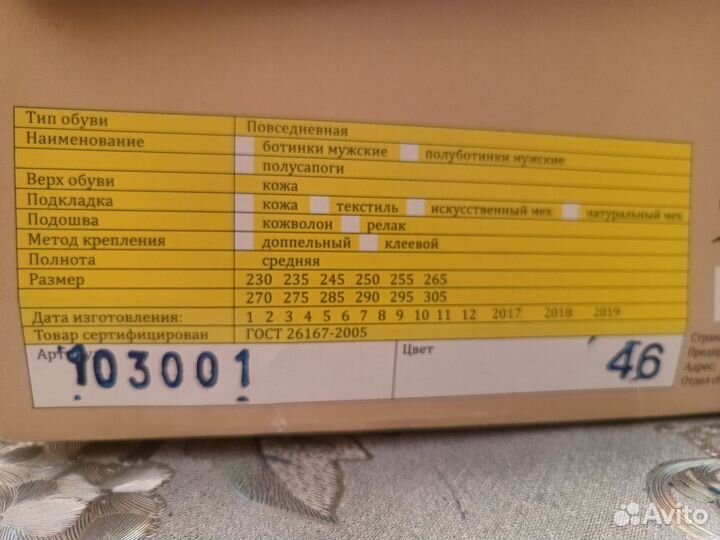 Тип обуви Повседневная
Наименование ботинки мужские полуботинки мужские
полусапоги
Верх обуви кожа
Подкладка кожа текстиль искусственный мех натуральный мех
Подошва кожволон релак
Метод крепления доппельный клеевой
Полнота средняя
Размер 230 235 245 250 255 265
270 275 285 290 295 305
Дата изготовления: 1 2 3 4 5 6 7 8 9 10 11 12 2017 2018 2019
Товар сертифицирован ГОСТ 26167-2005
103001 Цвет 46
Адрес:
Avito